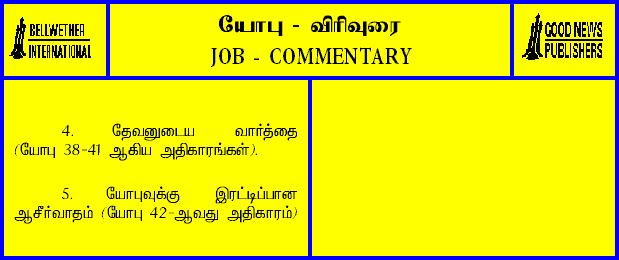 BELLWETHER
INTERNATIONAL
யோபு - விரிவுரை
JOB - COMMENTARY
GOOD NEWS
PUBLISHERS
4. தேவனுடைய வார்த்தை
(யோபு 38-41 ஆகிய அதிகாரங்கள்).
5. யோபுவுக்கு இரட்டிப்பான
ஆசீர்வாதம் (யோபு 42-ஆவது அதிகாரம்)